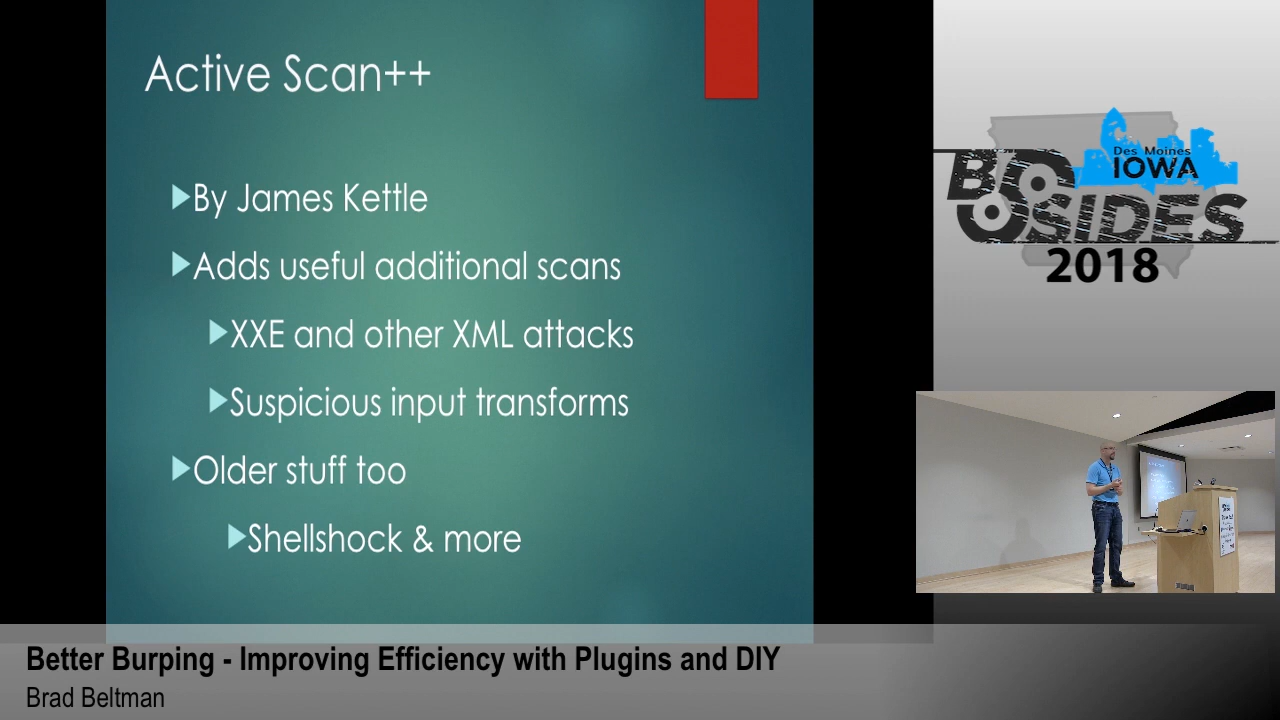 Active Scan++
By James Kettle
Adds useful additional scans
XXE and other XML attacks
Suspicious input transforms
Older stuff too
Shellshock & more
Des Moines
IOWA
BSIDES
2018
Better Burping - Improving Efficiency with Plugins and DIY
Brad Beltman